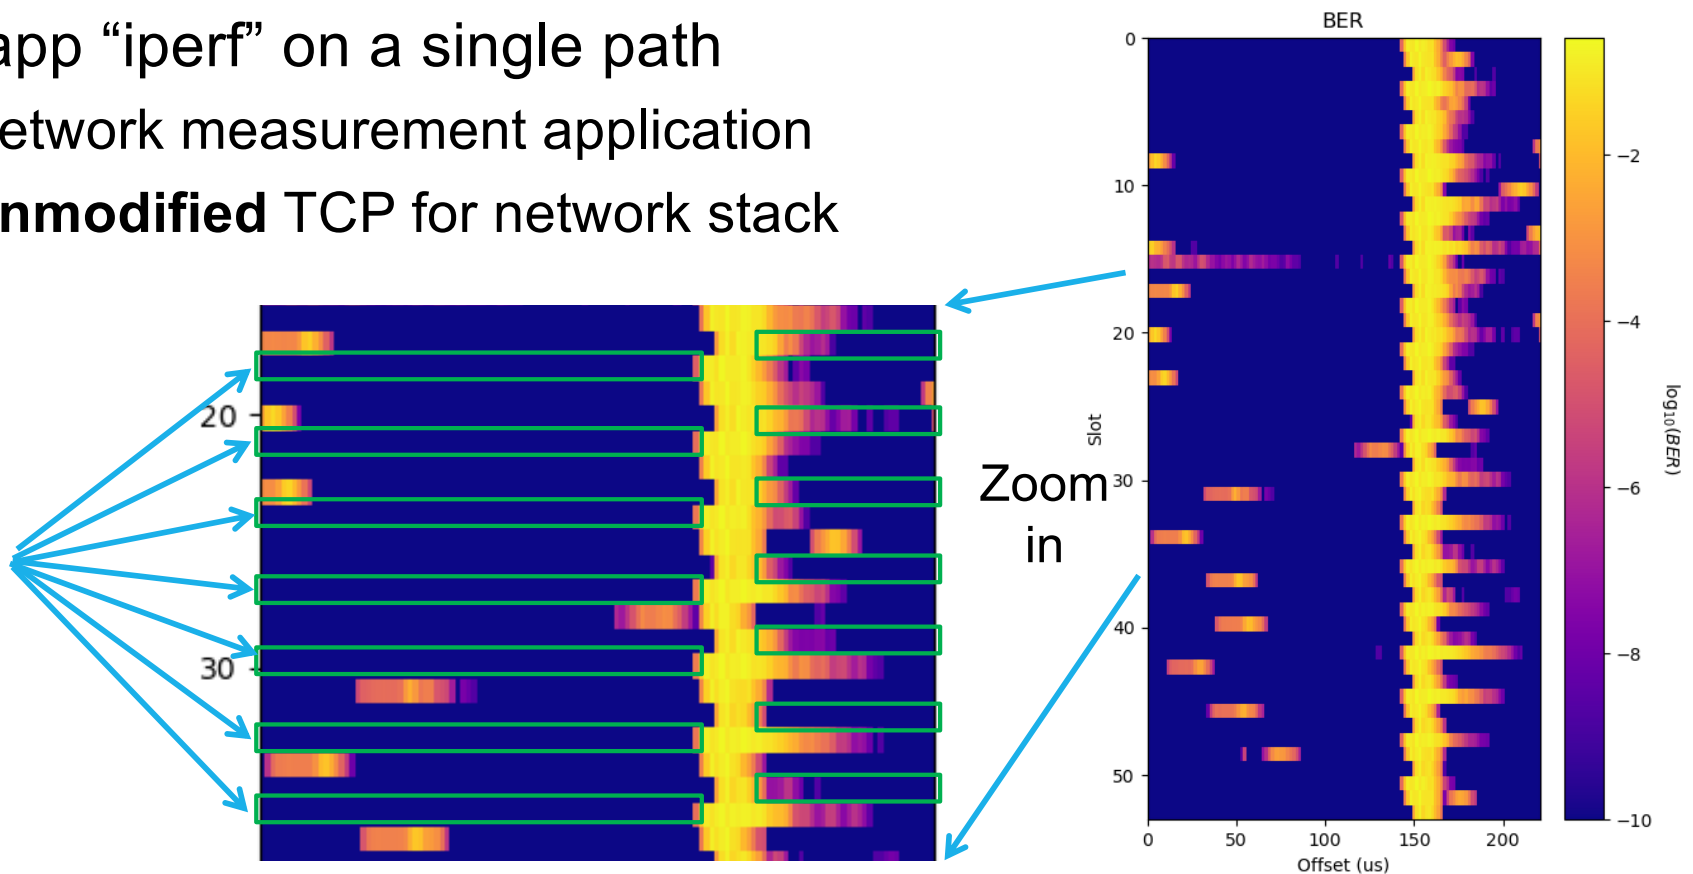 app “iperf” on a single path
etwork measurement application
nmodified TCP for network stack
20
30
Zoom
in
BER
0
10
20
30
40
50
Slot
0 50 100 150 200
Offset (us)
−2
−4
−6
−8
−10
log₁₀(BER)